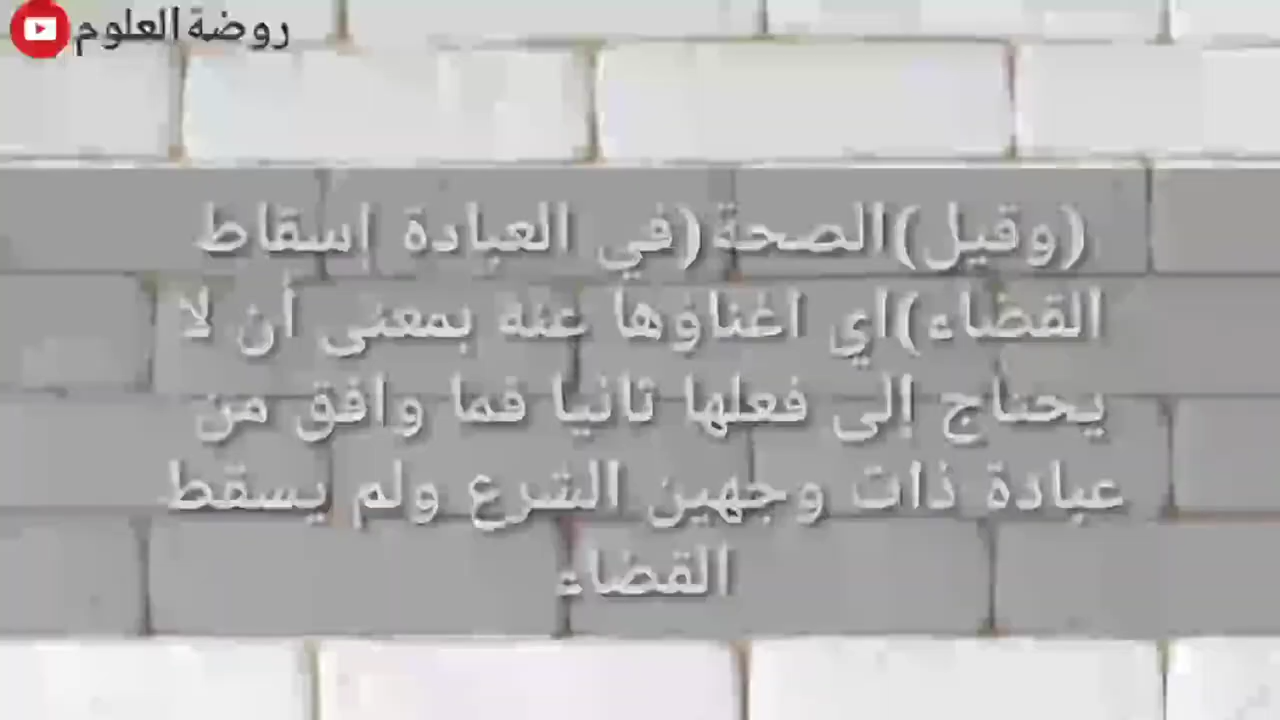 روضة العلوم
(وقيل)الصحة(في العبادة إسقاط
القضاء)اي اغناؤها عنه بمعنى أن لا
يحتاج إلى فعلها ثانيا فما وافق من
عبادة ذات وجهين الشرع ولم يسقط
القضاء